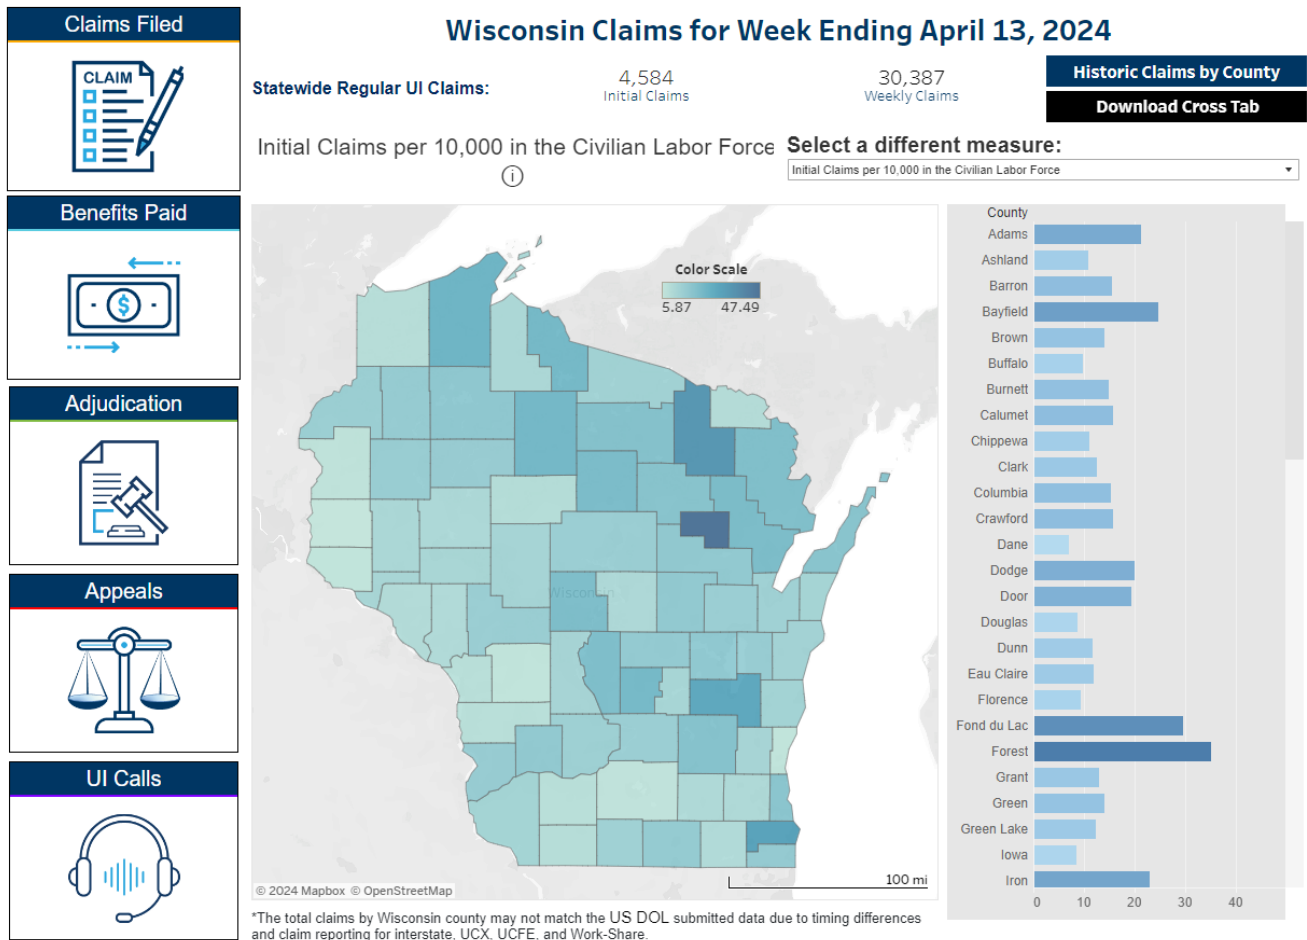 Claims Filed
CLAIM
Benefits Paid
$
Adjudication
Appeals
UI Calls
Wisconsin Claims for Week Ending April 13, 2024
Statewide Regular UI Claims:
4,584
Initial Claims
30,387
Weekly Claims
Historic Claims by County
Download Cross Tab
Initial Claims per 10,000 in the Civilian Labor Force
i
Select a different measure:
Initial Claims per 10,000 in the Civilian Labor Force
Color Scale
5.87 47.49
Wisconsin
100 mi
© 2024 Mapbox © OpenStreetMap
County
Adams
Ashland
Barron
Bayfield
Brown
Buffalo
Burnett
Calumet
Chippewa
Clark
Columbia
Crawford
Dane
Dodge
Door
Douglas
Dunn
Eau Claire
Florence
Fond du Lac
Forest
Grant
Green
Green Lake
Iowa
Iron
0 10 20 30 40
*The total claims by Wisconsin county may not match the US DOL submitted data due to timing differences
and claim reporting for interstate, UCX, UCFE, and Work-Share.